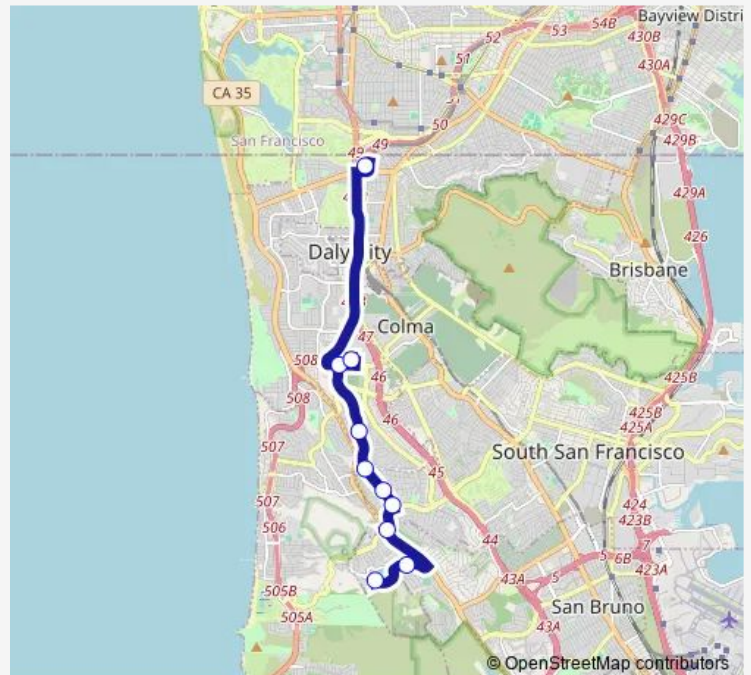 Bayview Distri
54B
53
52
430B
51
430A
CA 35
50
429C
San Francisco
49
49
429B
429A
426
Daly City
Brisbane
Colma
47
508
46
425B
508
46
425B
425A
507
South San Francisco
45
507
424
506
423B
44
6B
5
43A
5
423A
505B
505A
San Bruno
43A
© OpenStreetMap contributors